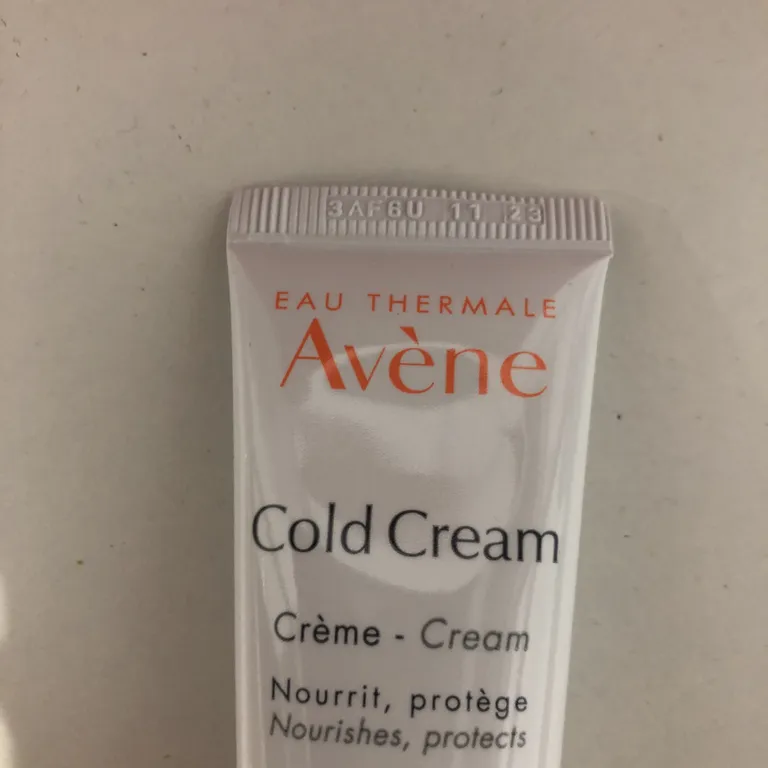 3AF6U 11 23
EAU THERMALE
Avène
Cold Cream
Crème - Cream
Nourrit, protège
Nourishes, protects